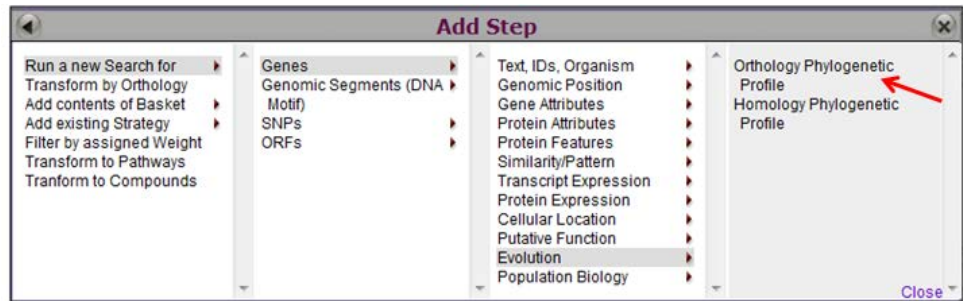 Add Step
Run a new Search for
Transform by Orthology
Add contents of Basket
Add existing Strategy
Filter by assigned Weight
Transform to Pathways
Tranform to Compounds
Genes
Genomic Segments (DNA
Motif)
SNPs
ORFs
Text, IDs, Organism
Genomic Position
Gene Attributes
Protein Attributes
Protein Features
Similarity/Pattern
Transcript Expression
Protein Expression
Cellular Location
Putative Function
Evolution
Population Biology
Orthology Phylogenetic
Profile
Homology Phylogenetic
Profile
Close